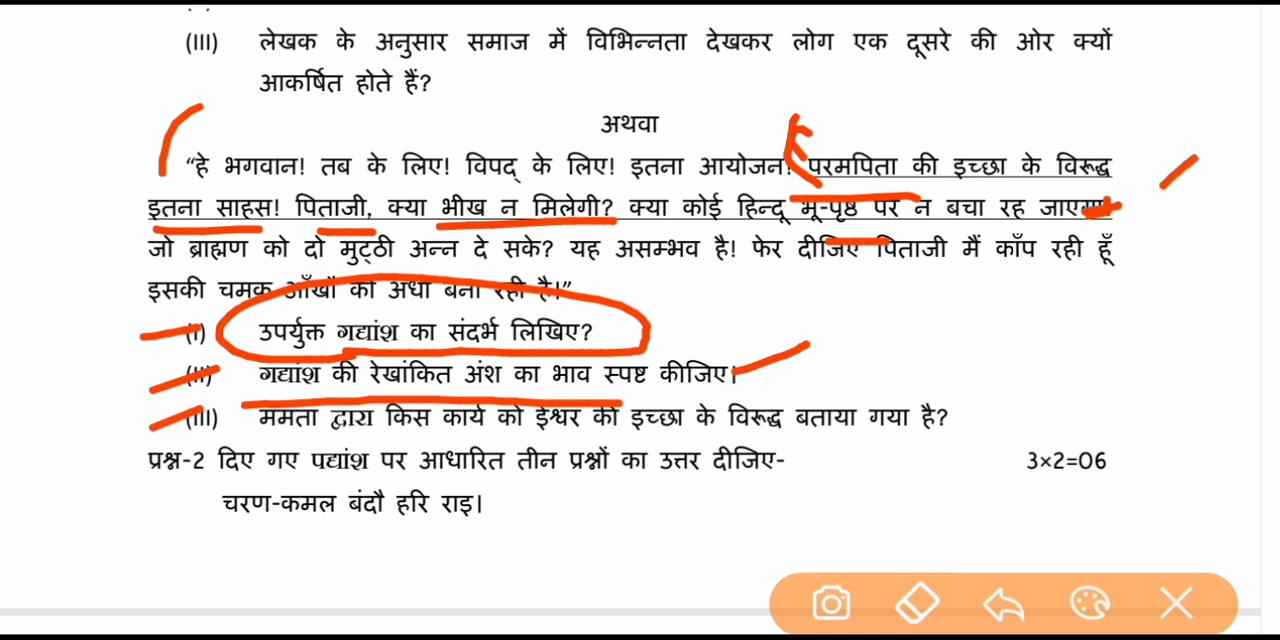 (III) लेखक के अनुसार समाज में विभिन्नता देखकर लोग एक दूसरे की ओर क्यों
आकर्षित होते हैं?
अथवा
“हे भगवान! तब के लिए! विपद् के लिए! इतना आयोजन! परमपिता की इच्छा के विरूद्ध
इतना साहस! पिताजी, क्या भीख न मिलेगी? क्या कोई हिन्दू भू-पृष्ठ पर न बचा रह जाएगा
जो ब्राह्मण को दो मुट्ठी अन्न दे सके? यह असम्भव है! फेर दीजिए पिताजी मैं काँप रही हूँ
इसकी चमक आँखों को अंधा बना रही है।”
(I) उपर्युक्त गद्यांश का संदर्भ लिखिए?
(II) गद्यांश की रेखांकित अंश का भाव स्पष्ट कीजिए।
(III) ममता द्वारा किस कार्य को ईश्वर की इच्छा के विरूद्ध बताया गया है?
प्रश्न-2 दिए गए पद्यांश पर आधारित तीन प्रश्नों का उत्तर दीजिए- 3×2=06
चरण-कमल बंदौ हरि राइ।